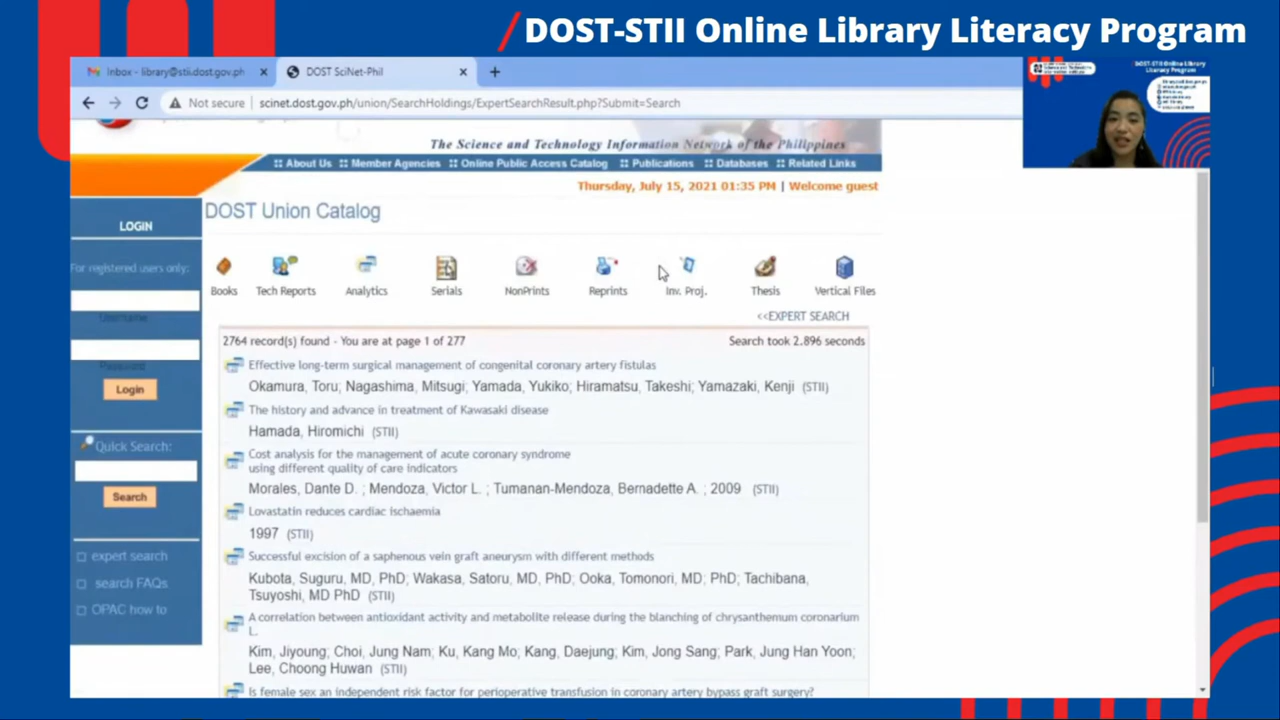 /DOST-STII Online Library Literacy Program
Inbox - library@stii.dost.gov.ph
DOST SciNet-Phil
Not secure
scinet.dost.gov.ph/union/SearchHoldings/ExpertSearchResult.php?Submit=Search
/DOST-STII Online Library
Literacy Program
The Science and Technology Information Network of the Philippines
:: About Us :: Member Agencies :: Online Public Access Catalog :: Publications :: Databases :: Related Links
Thursday, July 15, 2021 01:35 PM | Welcome guest
DOST Union Catalog
Books Tech Reports Analytics Serials NonPrints Reprints Inv. Proj. Thesis Vertical Files
<<EXPERT SEARCH
LOGIN
For registered users only:
Username
Password
Login
Quick Search:
Search
expert search
search FAQs
OPAC how to
2764 record(s) found - You are at page 1 of 277
Search took 2.896 seconds
Effective long-term surgical management of congenital coronary artery fistulas
Okamura, Toru; Nagashima, Mitsugi; Yamada, Yukiko; Hiramatsu, Takeshi; Yamazaki, Kenji (STII)
The history and advance in treatment of Kawasaki disease
Hamada, Hiromichi (STII)
Cost analysis for the management of acute coronary syndrome
using different quality of care indicators
Morales, Dante D. ; Mendoza, Victor L. ; Tumanan-Mendoza, Bernadette A. ; 2009 (STII)
Lovastatin reduces cardiac ischaemia
1997 (STII)
Successful excision of a saphenous vein graft aneurysm with different methods
Kubota, Suguru, MD, PhD; Wakasa, Satoru, MD, PhD; Ooka, Tomonori, MD; PhD; Tachibana,
Tsuyoshi, MD PhD (STII)
A correlation between antioxidant activity and metabolite release during the blanching of chrysanthemum coronarium
L.
Kim, Jiyoung; Choi, Jung Nam; Ku, Kang Mo; Kang, Daejung; Kim, Jong Sang; Park, Jung Han Yoon;
Lee, Choong Huwan (STII)
Is female sex an independent risk factor for perioperative transfusion in coronary artery bypass graft surgery?